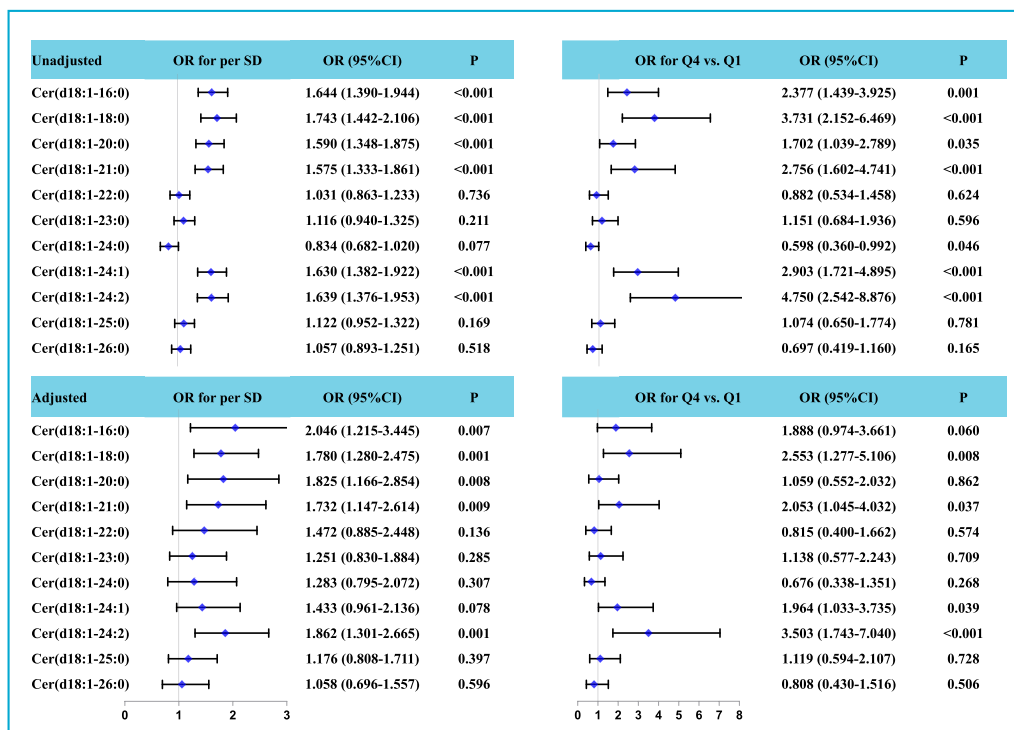 Unadjusted OR for per SD OR (95%CI) P OR for Q4 vs. Q1 OR (95%CI) P
Cer(d18:1-16:0) 1.644 (1.390-1.944) <0.001 2.377 (1.439-3.925) 0.001
Cer(d18:1-18:0) 1.743 (1.442-2.106) <0.001 3.731 (2.152-6.469) <0.001
Cer(d18:1-20:0) 1.590 (1.348-1.875) <0.001 1.702 (1.039-2.789) 0.035
Cer(d18:1-21:0) 1.575 (1.333-1.861) <0.001 2.756 (1.602-4.741) <0.001
Cer(d18:1-22:0) 1.031 (0.863-1.233) 0.736 0.882 (0.534-1.458) 0.624
Cer(d18:1-23:0) 1.116 (0.940-1.325) 0.211 1.151 (0.684-1.936) 0.596
Cer(d18:1-24:0) 0.834 (0.682-1.020) 0.077 0.598 (0.360-0.992) 0.046
Cer(d18:1-24:1) 1.630 (1.382-1.922) <0.001 2.903 (1.721-4.895) <0.001
Cer(d18:1-24:2) 1.639 (1.376-1.953) <0.001 4.750 (2.542-8.876) <0.001
Cer(d18:1-25:0) 1.122 (0.952-1.322) 0.169 1.074 (0.650-1.774) 0.781
Cer(d18:1-26:0) 1.057 (0.893-1.251) 0.518 0.697 (0.419-1.160) 0.165
Adjusted OR for per SD OR (95%CI) P OR for Q4 vs. Q1 OR (95%CI) P
Cer(d18:1-16:0) 2.046 (1.215-3.445) 0.007 1.888 (0.974-3.661) 0.060
Cer(d18:1-18:0) 1.780 (1.280-2.475) 0.001 2.553 (1.277-5.106) 0.008
Cer(d18:1-20:0) 1.825 (1.166-2.854) 0.008 1.059 (0.552-2.032) 0.862
Cer(d18:1-21:0) 1.732 (1.147-2.614) 0.009 2.053 (1.045-4.032) 0.037
Cer(d18:1-22:0) 1.472 (0.885-2.448) 0.136 0.815 (0.400-1.662) 0.574
Cer(d18:1-23:0) 1.251 (0.830-1.884) 0.285 1.138 (0.577-2.243) 0.709
Cer(d18:1-24:0) 1.283 (0.795-2.072) 0.307 0.676 (0.338-1.351) 0.268
Cer(d18:1-24:1) 1.433 (0.961-2.136) 0.078 1.964 (1.033-3.735) 0.039
Cer(d18:1-24:2) 1.862 (1.301-2.665) 0.001 3.503 (1.743-7.040) <0.001
Cer(d18:1-25:0) 1.176 (0.808-1.711) 0.397 1.119 (0.594-2.107) 0.728
Cer(d18:1-26:0) 1.058 (0.696-1.557) 0.596 0.808 (0.430-1.516) 0.506
0 1 2 3 0 1 2 3 4 5 6 7 8